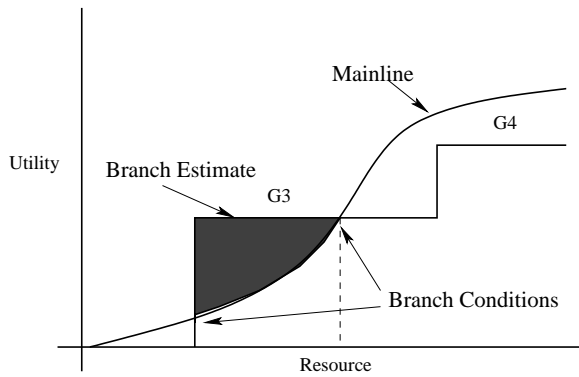 Mainline
G4
Utility
Branch Estimate
G3
Branch Conditions
Resource